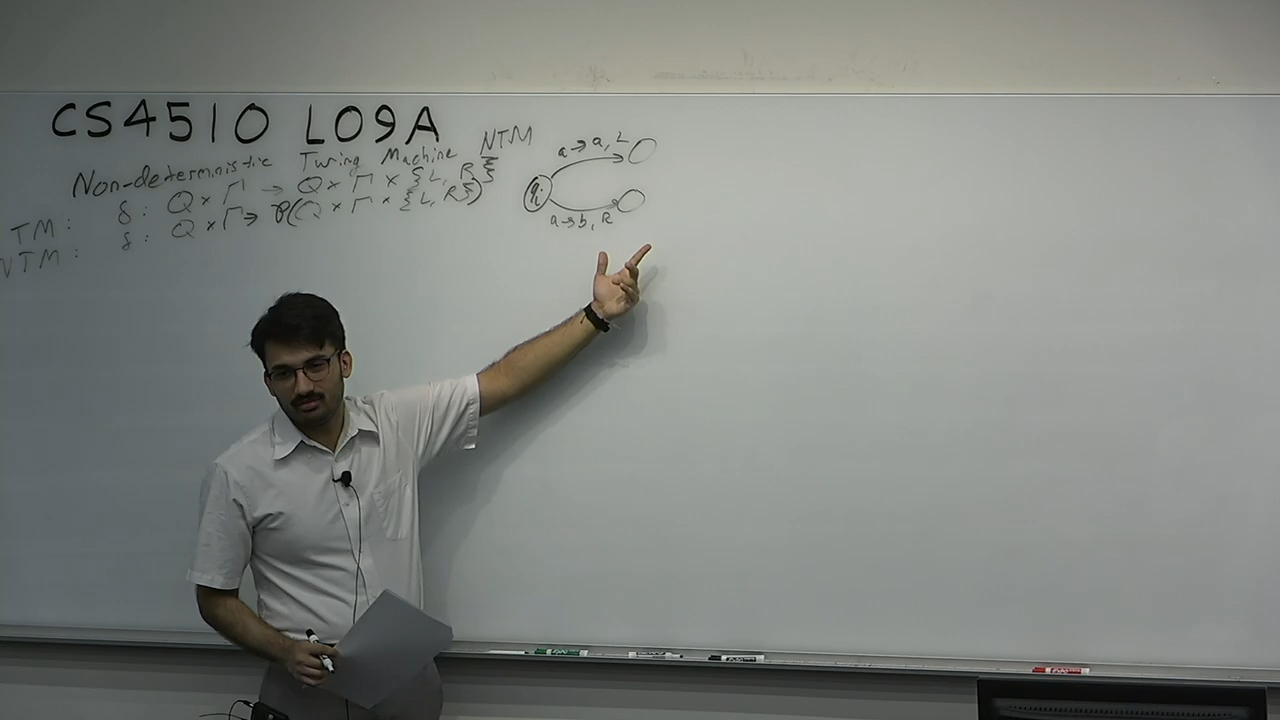 CS4510 L09A
Non-deterministic Turing Machine NTM
TM: δ: Q × Γ → Q × Γ × {L, R}
NTM: δ: Q × Γ → P(Q × Γ × {L, R})
a → a, L
qi
a → b, R